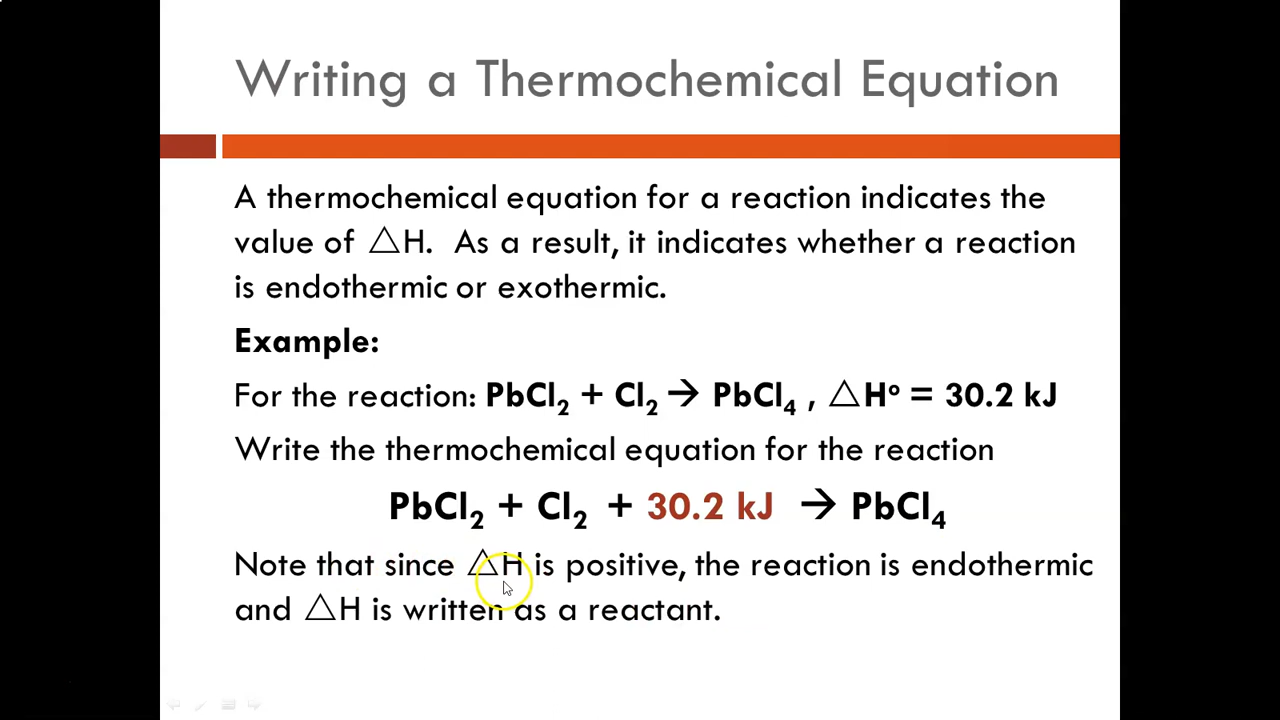 Writing a Thermochemical Equation
A thermochemical equation for a reaction indicates the
value of △H.  As a result, it indicates whether a reaction
is endothermic or exothermic.
Example:
For the reaction: PbCl₂ + Cl₂ → PbCl₄ , △Hᵒ = 30.2 kJ
Write the thermochemical equation for the reaction
PbCl₂ + Cl₂ + 30.2 kJ → PbCl₄
Note that since △H is positive, the reaction is endothermic
and △H is written as a reactant.